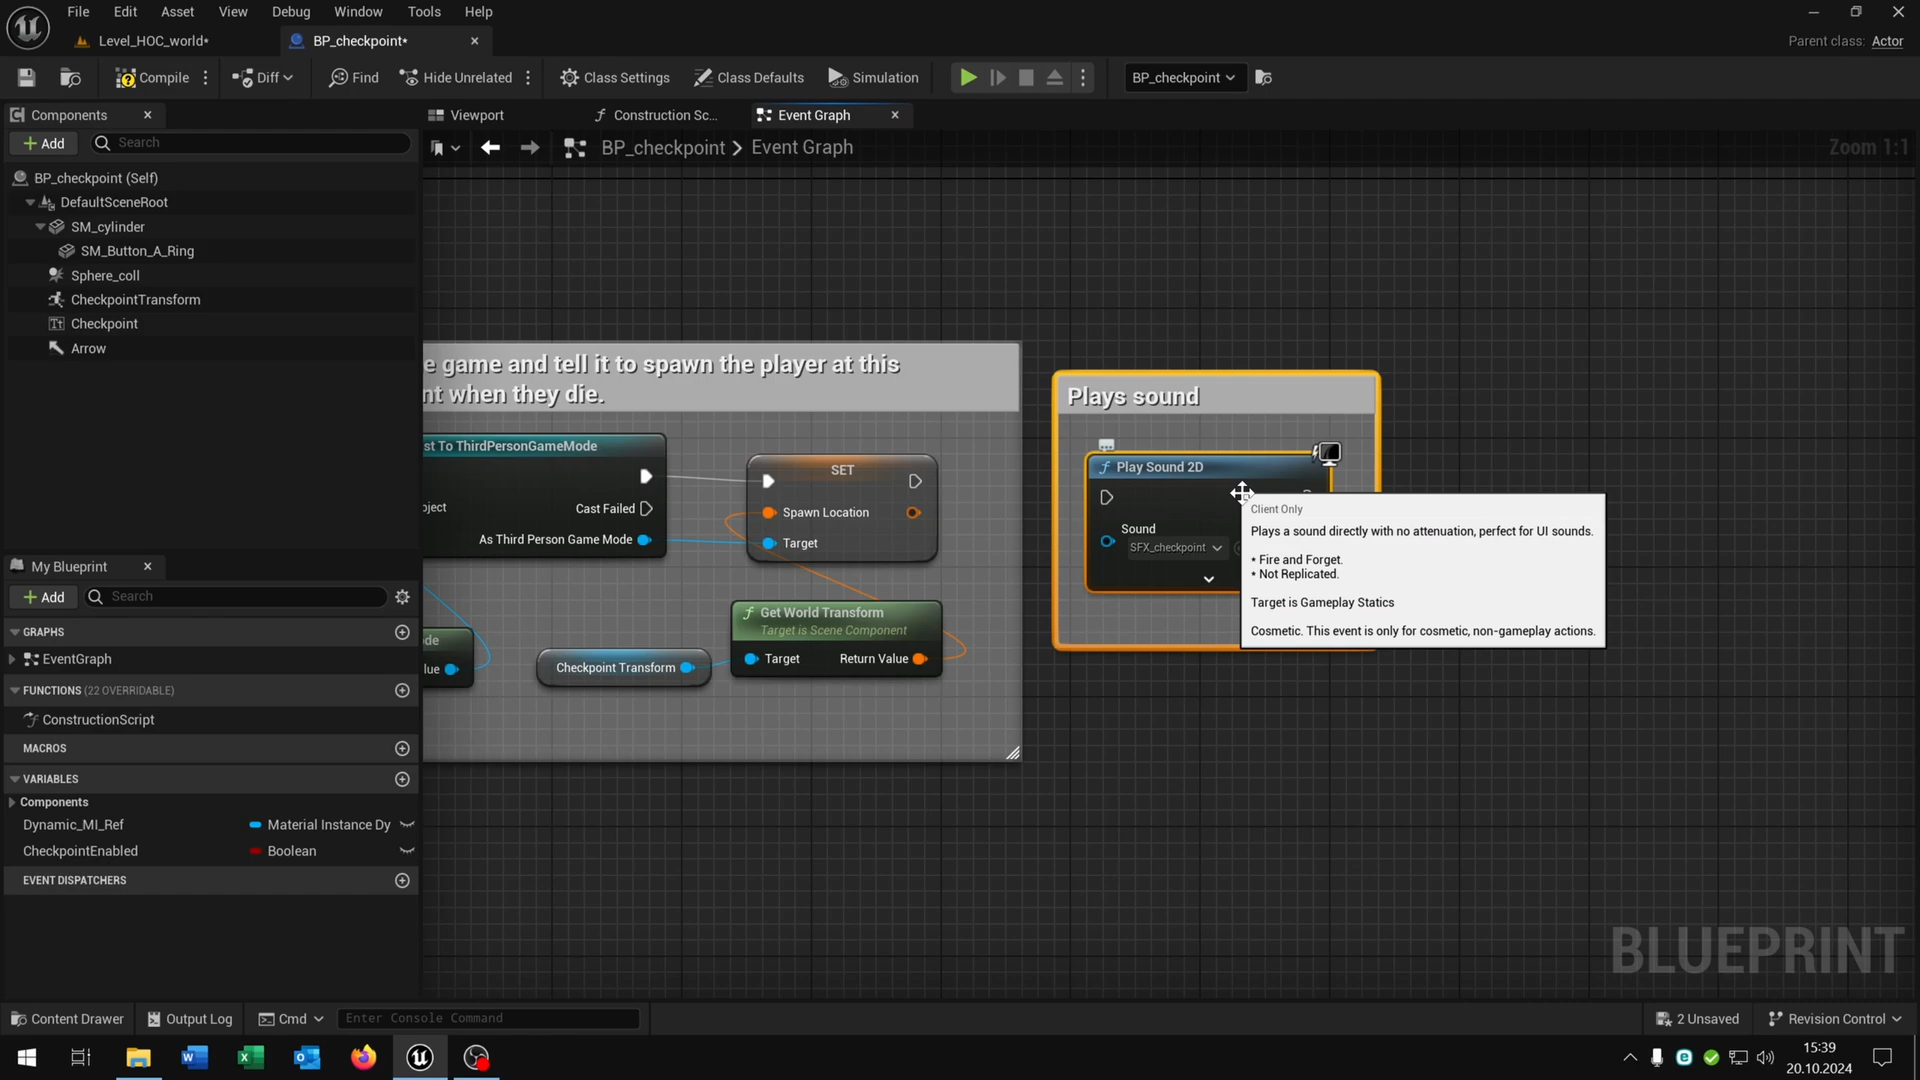 File Edit Asset View Debug Window Tools Help
Level_HOC_world*
BP_checkpoint*
Parent class: Actor
Compile
Diff
Find
Hide Unrelated
Class Settings
Class Defaults
Simulation
BP_checkpoint
Components
Add
Search
BP_checkpoint (Self)
DefaultSceneRoot
SM_cylinder
SM_Button_A_Ring
Sphere_coll
CheckpointTransform
Checkpoint
Arrow
My Blueprint
Add
Search
GRAPHS
EventGraph
FUNCTIONS (22 OVERRIDABLE)
ConstructionScript
MACROS
VARIABLES
Components
Dynamic_MI_Ref Material Instance Dy
CheckpointEnabled Boolean
EVENT DISPATCHERS
Viewport
Construction Sc...
Event Graph
BP_checkpoint > Event Graph
Zoom 1:1
e game and tell it to spawn the player at this
nt when they die.
st To ThirdPersonGameMode
oject
Cast Failed
As Third Person Game Mode
SET
Spawn Location
Target
de
lue
Checkpoint Transform
Get World Transform
Target is Scene Component
Target Return Value
Plays sound
Play Sound 2D
Sound
SFX_checkpoint
Client Only
Plays a sound directly with no attenuation, perfect for UI sounds.
* Fire and Forget.
* Not Replicated.
Target is Gameplay Statics
Cosmetic. This event is only for cosmetic, non-gameplay actions.
BLUEPRINT
Content Drawer
Output Log
Cmd
Enter Console Command
2 Unsaved
Revision Control
15:39
20.10.2024